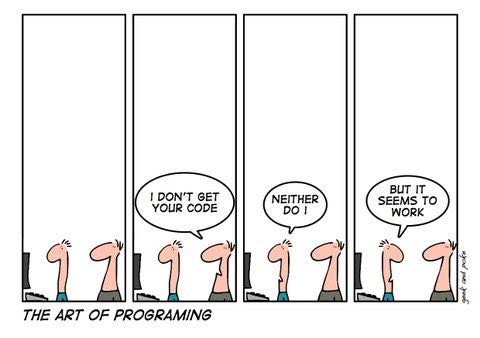 I DON'T GET
YOUR CODE
NEITHER
DO I
BUT IT
SEEMS TO
WORK
geek and poke
THE ART OF PROGRAMING